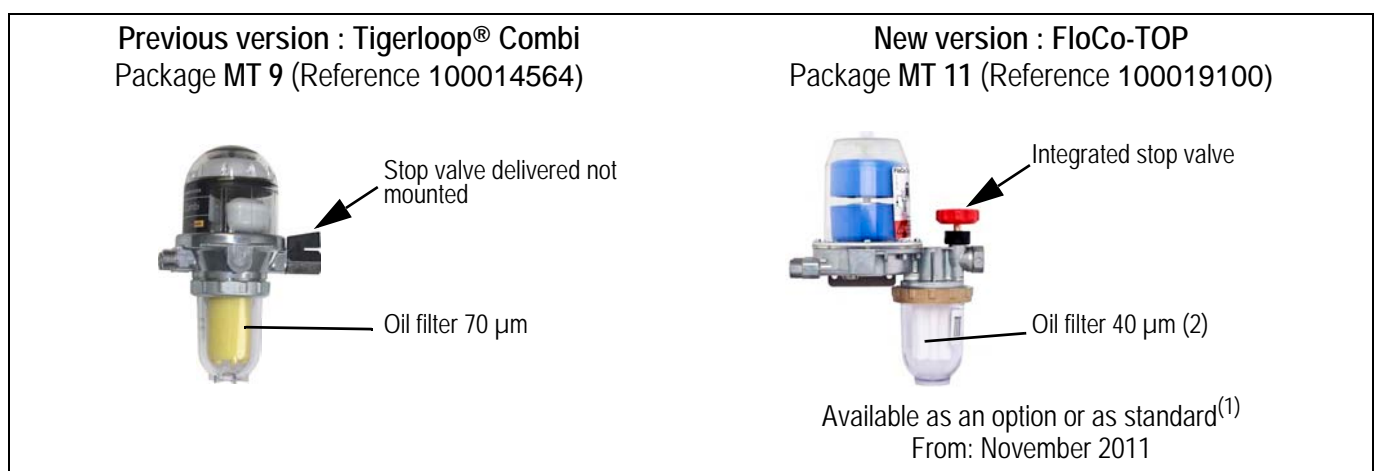 Previous version : Tigerloop® Combi
Package MT 9 (Reference 100014564)
Stop valve delivered not
mounted
Oil filter 70 µm
New version : FloCo-TOP
Package MT 11 (Reference 100019100)
Integrated stop valve
Oil filter 40 µm (2)
Available as an option or as standard(1)
From: November 2011